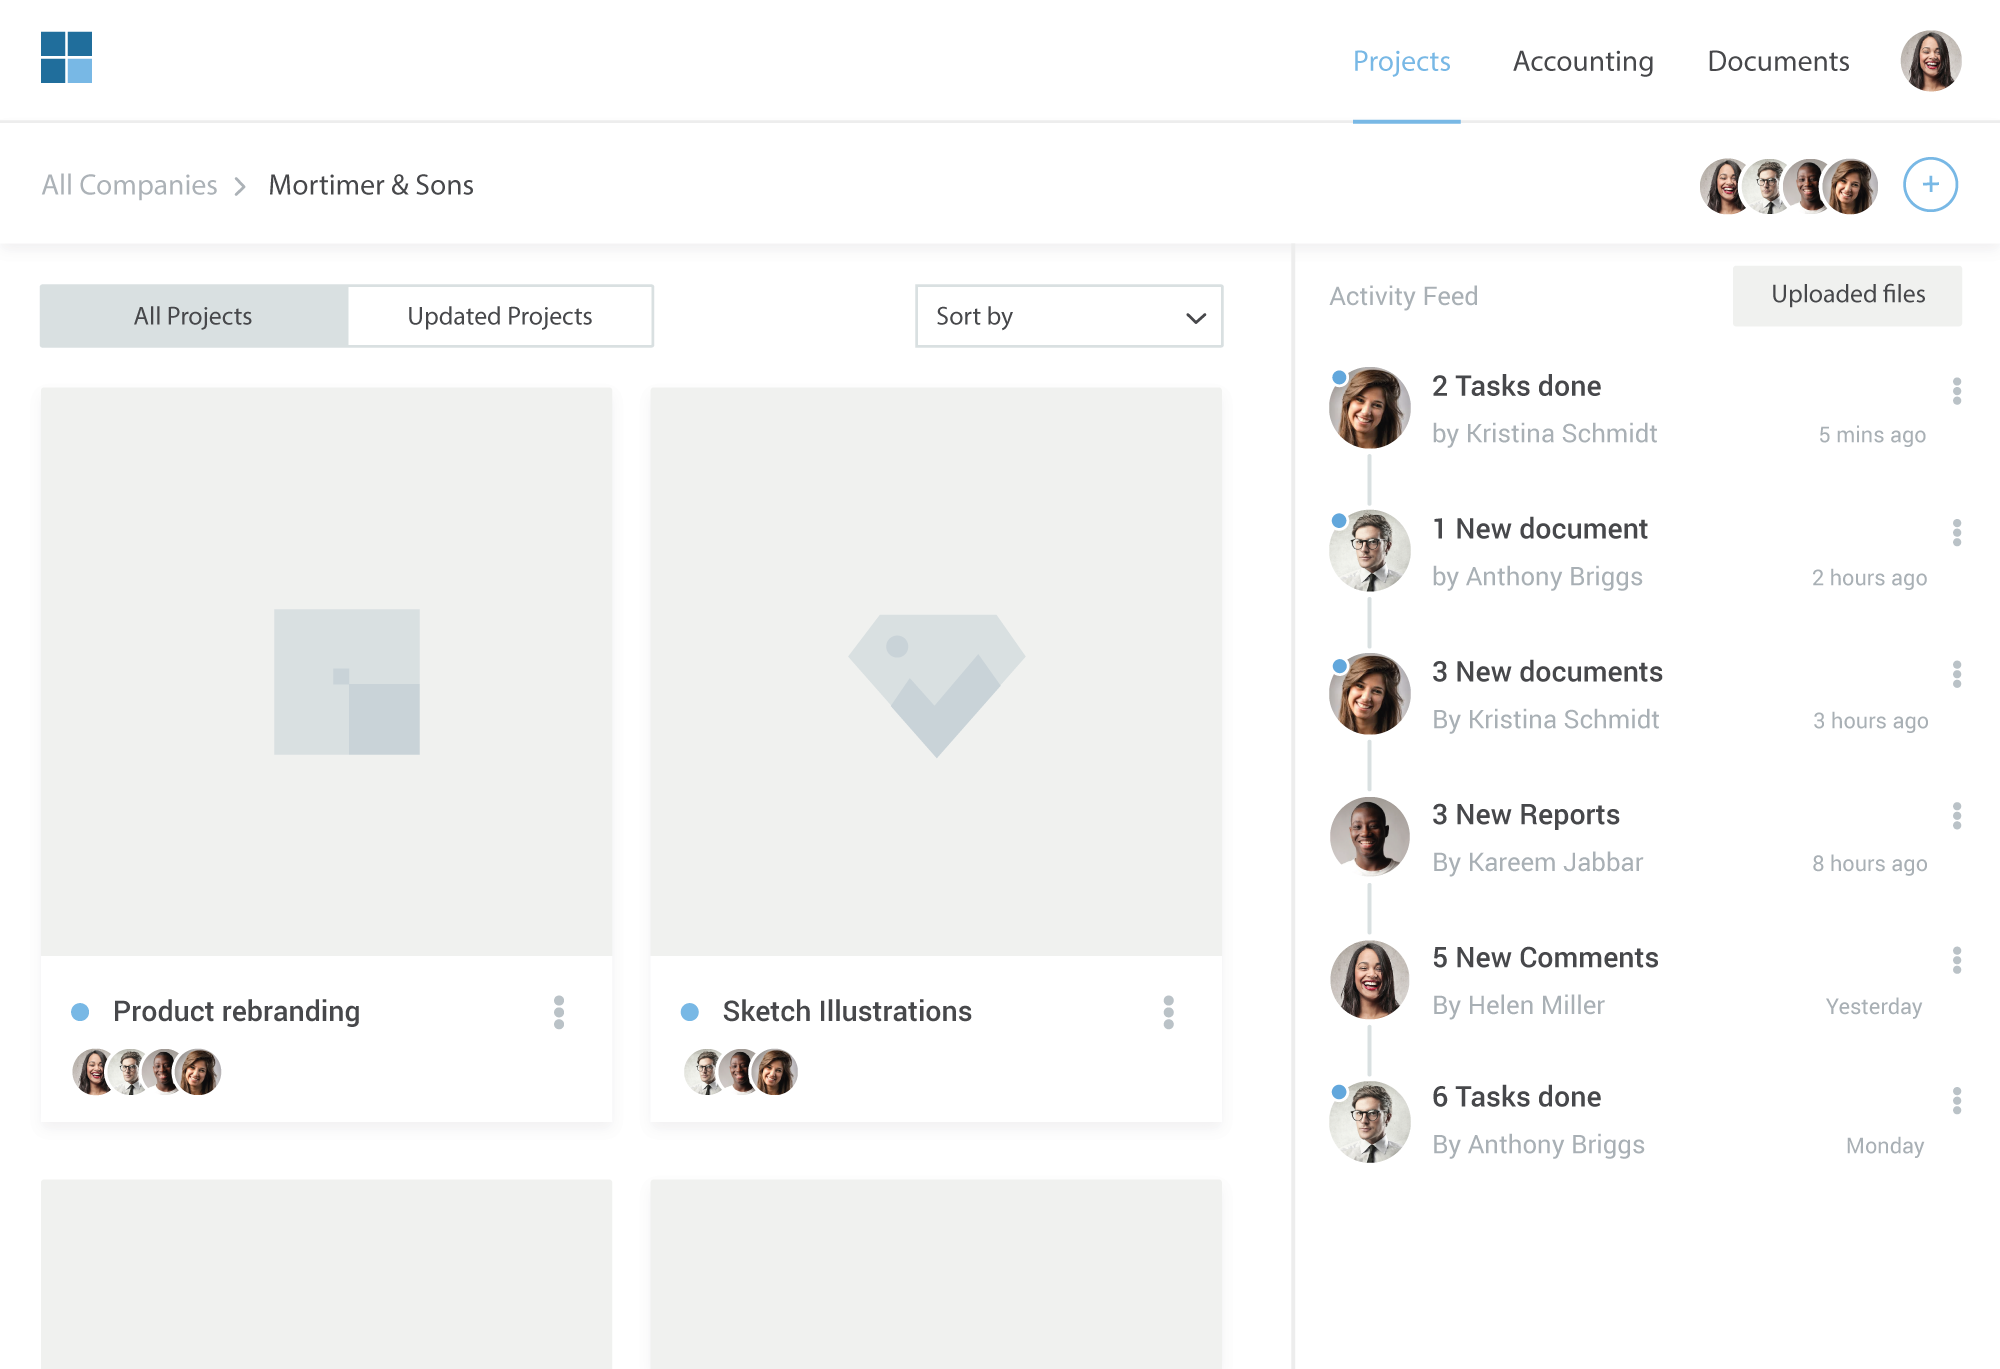 Projects
Accounting
Documents
All Companies
Mortimer & Sons
+
All Projects
Updated Projects
Sort by
Product rebranding
Sketch Illustrations
Activity Feed
Uploaded files
2 Tasks done
by Kristina Schmidt
5 mins ago
1 New document
by Anthony Briggs
2 hours ago
3 New documents
By Kristina Schmidt
3 hours ago
3 New Reports
By Kareem Jabbar
8 hours ago
5 New Comments
By Helen Miller
Yesterday
6 Tasks done
By Anthony Briggs
Monday